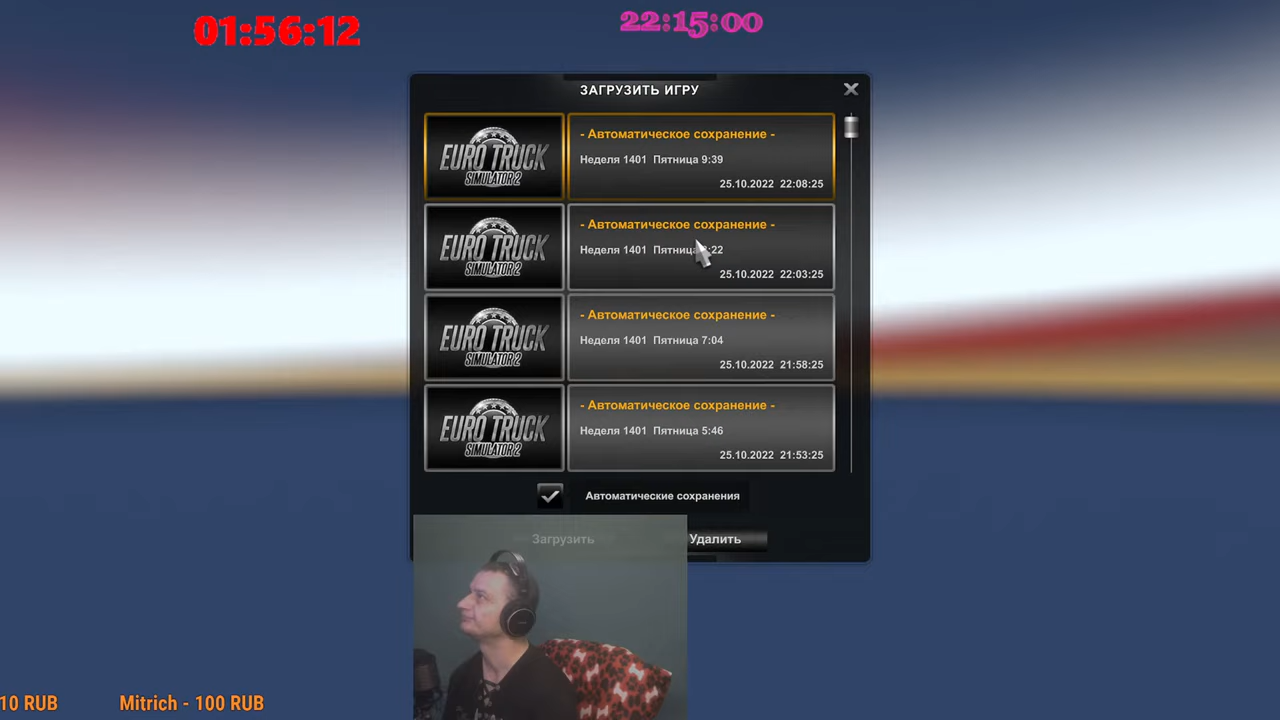 01:56:12
22:15:00
ЗАГРУЗИТЬ ИГРУ
EURO TRUCK
SIMULATOR 2
- Автоматическое сохранение -
Неделя 1401 Пятница 9:39
25.10.2022 22:08:25
EURO TRUCK
SIMULATOR 2
- Автоматическое сохранение -
Неделя 1401 Пятница :22
25.10.2022 22:03:25
EURO TRUCK
SIMULATOR 2
- Автоматическое сохранение -
Неделя 1401 Пятница 7:04
25.10.2022 21:58:25
EURO TRUCK
SIMULATOR 2
- Автоматическое сохранение -
Неделя 1401 Пятница 5:46
25.10.2022 21:53:25
Автоматические сохранения
Загрузить
Удалить
10 RUB
Mitrich - 100 RUB